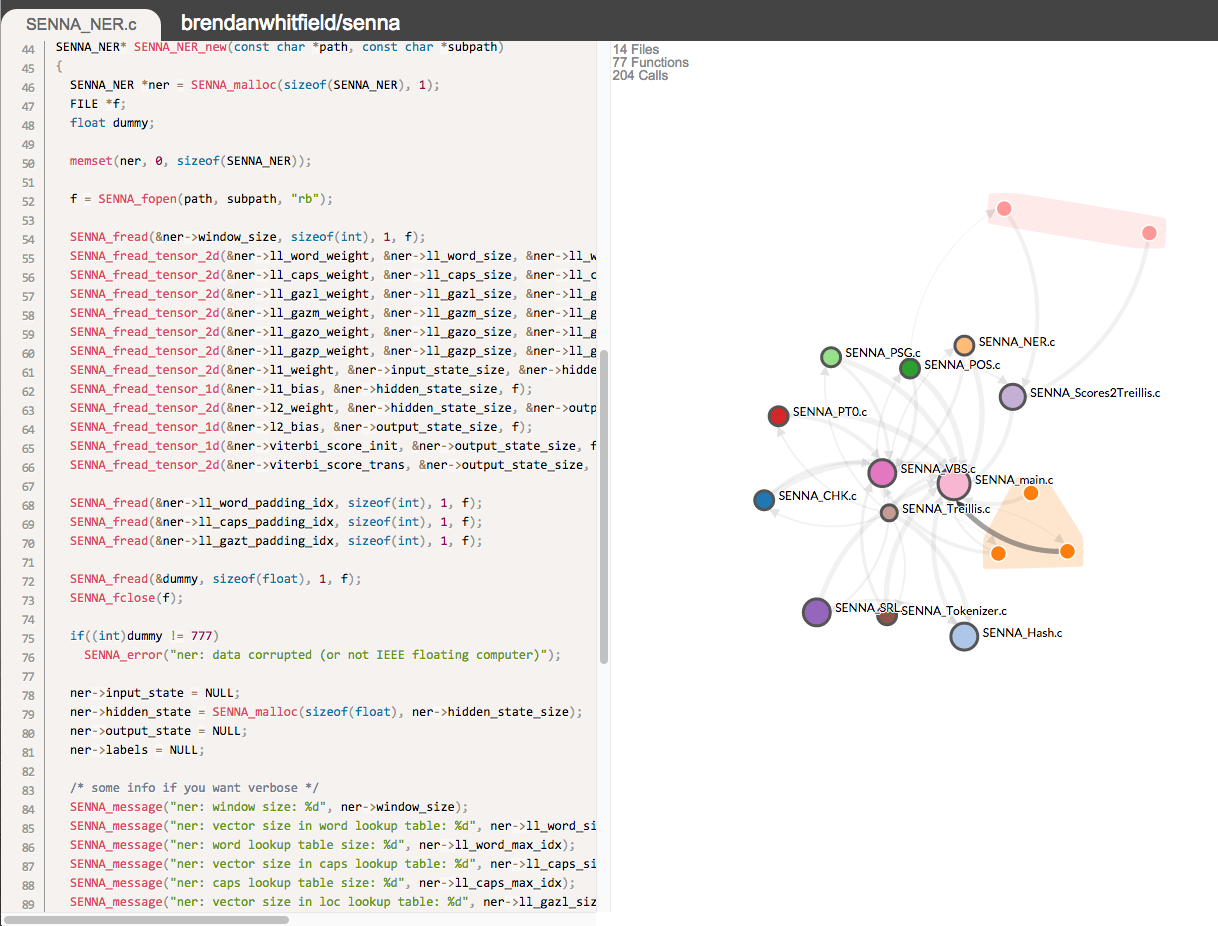 SENNA_NER.c
brendanwhitfield/senna
44 SENNA_NER* SENNA_NER_new(const char *path, const char *subpath)
45 {
46 SENNA_NER *ner = SENNA_malloc(sizeof(SENNA_NER), 1);
47 FILE *f;
48 float dummy;
49
50 memset(ner, 0, sizeof(SENNA_NER));
51
52 f = SENNA_fopen(path, subpath, "rb");
53
54 SENNA_fread(&ner->window_size, sizeof(int), 1, f);
55 SENNA_fread_tensor_2d(&ner->ll_word_weight, &ner->ll_word_size, &ner->ll_w
56 SENNA_fread_tensor_2d(&ner->ll_caps_weight, &ner->ll_caps_size, &ner->ll_c
57 SENNA_fread_tensor_2d(&ner->ll_gazl_weight, &ner->ll_gazl_size, &ner->ll_g
58 SENNA_fread_tensor_2d(&ner->ll_gazm_weight, &ner->ll_gazm_size, &ner->ll_g
59 SENNA_fread_tensor_2d(&ner->ll_gazo_weight, &ner->ll_gazo_size, &ner->ll_g
60 SENNA_fread_tensor_2d(&ner->ll_gazp_weight, &ner->ll_gazp_size, &ner->ll_g
61 SENNA_fread_tensor_2d(&ner->l1_weight, &ner->input_state_size, &ner->hidde
62 SENNA_fread_tensor_1d(&ner->l1_bias, &ner->hidden_state_size, f);
63 SENNA_fread_tensor_2d(&ner->l2_weight, &ner->hidden_state_size, &ner->outp
64 SENNA_fread_tensor_1d(&ner->l2_bias, &ner->output_state_size, f);
65 SENNA_fread_tensor_1d(&ner->viterbi_score_init, &ner->output_state_size, f
66 SENNA_fread_tensor_2d(&ner->viterbi_score_trans, &ner->output_state_size,
67
68 SENNA_fread(&ner->ll_word_padding_idx, sizeof(int), 1, f);
69 SENNA_fread(&ner->ll_caps_padding_idx, sizeof(int), 1, f);
70 SENNA_fread(&ner->ll_gazt_padding_idx, sizeof(int), 1, f);
71
72 SENNA_fread(&dummy, sizeof(float), 1, f);
73 SENNA_fclose(f);
74
75 if((int)dummy != 777)
76 SENNA_error("ner: data corrupted (or not IEEE floating computer)");
77
78 ner->input_state = NULL;
79 ner->hidden_state = SENNA_malloc(sizeof(float), ner->hidden_state_size);
80 ner->output_state = NULL;
81 ner->labels = NULL;
82
83 /* some info if you want verbose */
84 SENNA_message("ner: window size: %d", ner->window_size);
85 SENNA_message("ner: vector size in word lookup table: %d", ner->ll_word_si
86 SENNA_message("ner: word lookup table size: %d", ner->ll_word_max_idx);
87 SENNA_message("ner: vector size in caps lookup table: %d", ner->ll_caps_si
88 SENNA_message("ner: caps lookup table size: %d", ner->ll_caps_max_idx);
89 SENNA_message("ner: vector size in loc lookup table: %d", ner->ll_gazl_siz
14 Files
77 Functions
204 Calls
SENNA_NER.c
SENNA_PSG.c
SENNA_POS.c
SENNA_Scores2Treillis.c
SENNA_PT0.c
SENNA_VBS.c
SENNA_main.c
SENNA_CHK.c
SENNA_Treillis.c
SENNA_SRL
SENNA_Tokenizer.c
SENNA_Hash.c